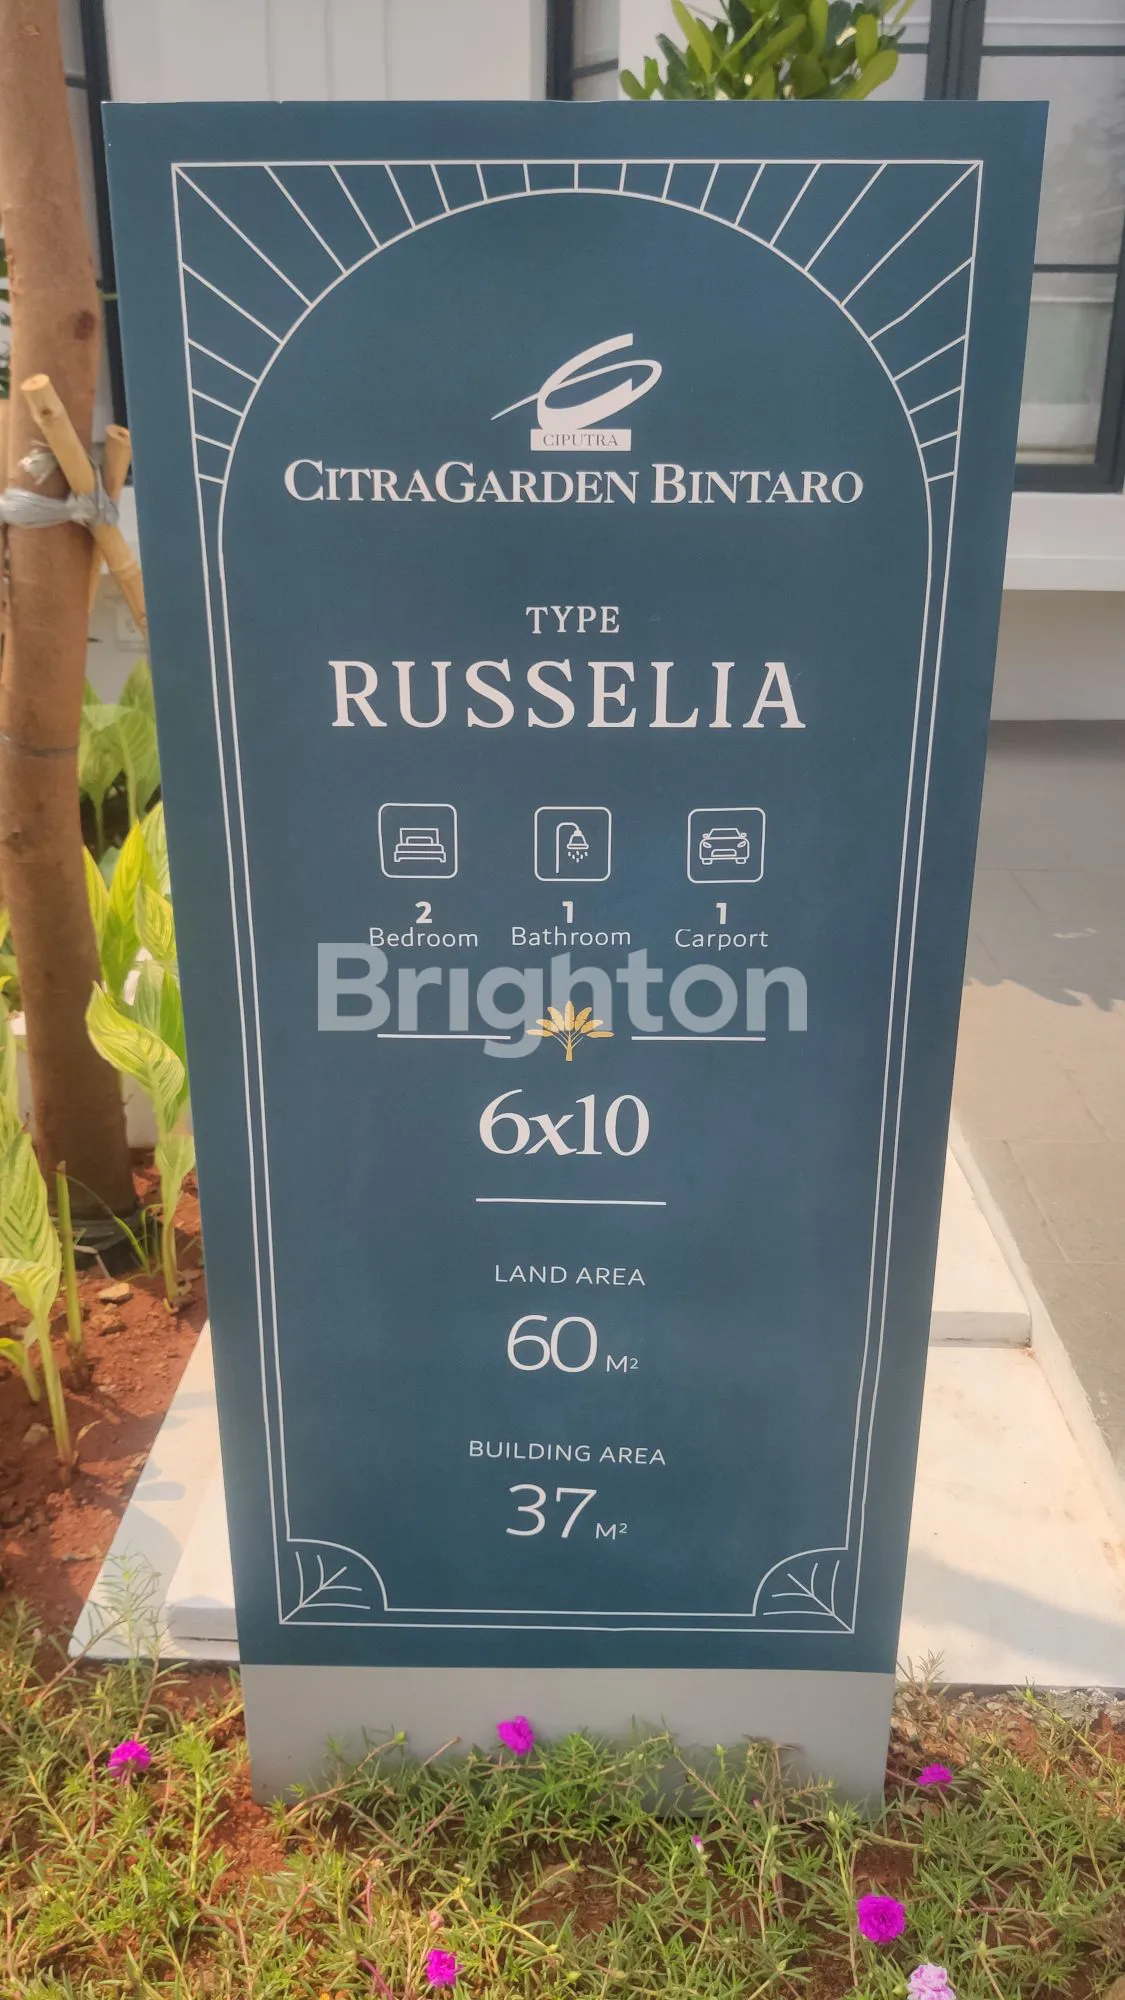 CIPUTRA
CITRAGARDEN BINTARO
TYPE
RUSSELIA
2 1 1
Bedroom Bathroom Carport
Brighton
6x10
LAND AREA
60 M²
BUILDING AREA
37 M²